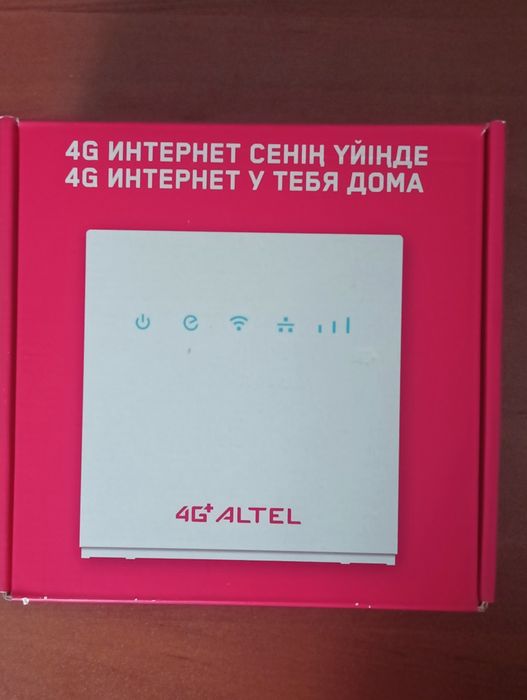 4G ИНТЕРНЕТ СЕНІҢ ҮЙІҢДЕ
4G ИНТЕРНЕТ У ТЕБЯ ДОМА
4G+ ALTEL